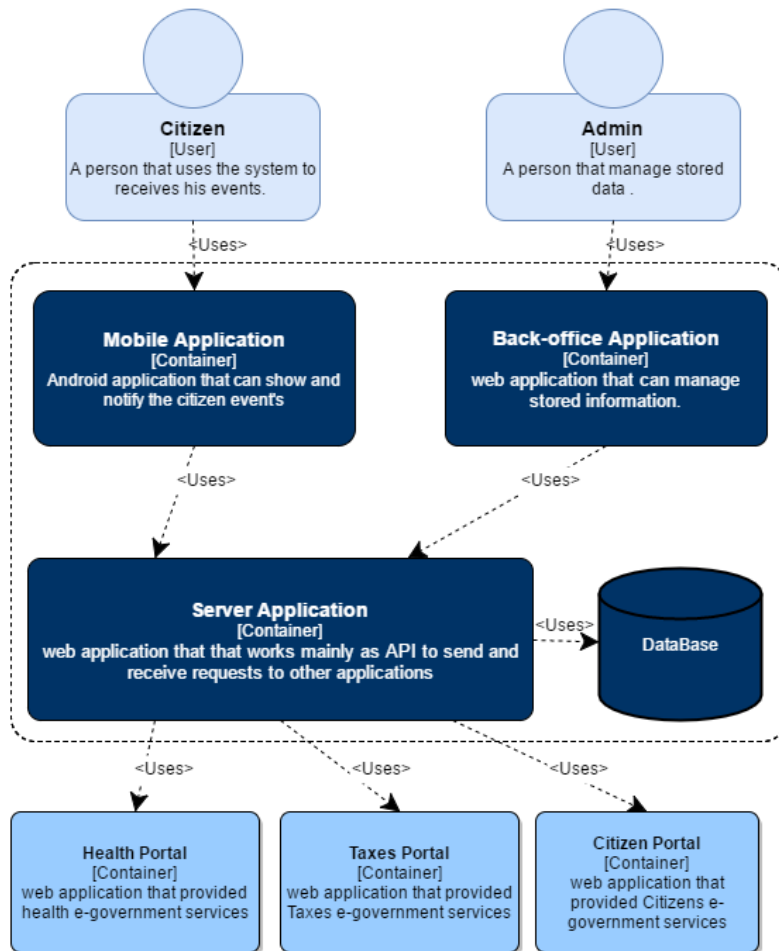 Citizen
[User]
A person that uses the system to
receives his events.
Admin
[User]
A person that manage stored
data .
<Uses>
<Uses>
Mobile Application
[Container]
Android application that can show and
notify the citizen event's
Back-office Application
[Container]
web application that can manage
stored information.
<Uses>
<Uses>
Server Application
[Container]
web application that that works mainly as API to send and
receive requests to other applications
<Uses>
DataBase
<Uses>
<Uses>
<Uses>
Health Portal
[Container]
web application that provided
health e-government services
Taxes Portal
[Container]
web application that provided
Taxes e-government services
Citizen Portal
[Container]
web application that
provided Citizens e-
government services